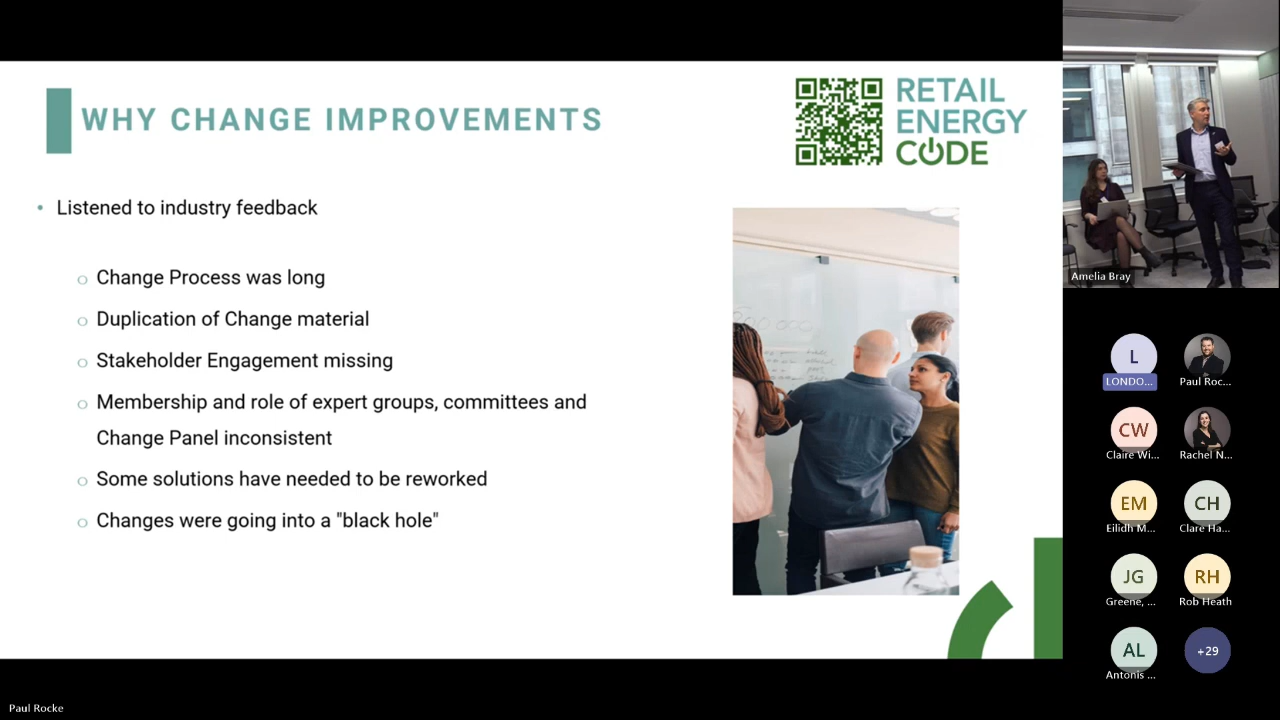 WHY CHANGE IMPROVEMENTS
RETAIL
ENERGY
CODE
• Listened to industry feedback
o Change Process was long
o Duplication of Change material
o Stakeholder Engagement missing
o Membership and role of expert groups, committees and
Change Panel inconsistent
o Some solutions have needed to be reworked
o Changes were going into a "black hole"
Amelia Bray
L
LONDO...
Paul Roc...
CW
Claire Wi...
Rachel N...
EM
Eilidh M...
CH
Clare Ha...
JG
Greene, ...
RH
Rob Heath
AL
Antonis ...
+29
Paul Rocke